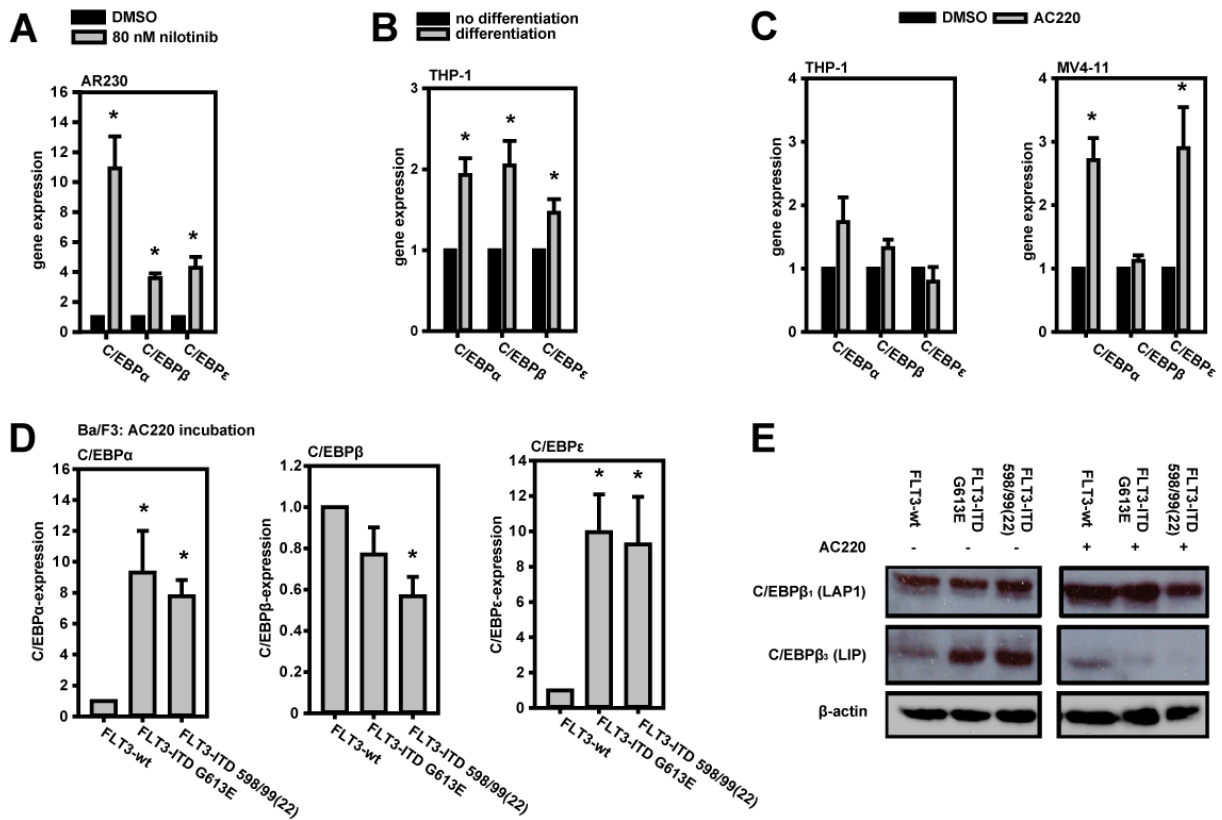 A
DMSO
80 nM nilotinib
AR230
gene expression
16
14
12
10
8
6
4
2
0
*
*
*
C/EBPα
C/EBPβ
C/EBPε
B
no differentiation
differentiation
THP-1
gene expression
3
2
1
0
*
*
*
C/EBPα
C/EBPβ
C/EBPε
C
DMSO
AC220
THP-1
gene expression
4
3
2
1
0
C/EBPα
C/EBPβ
C/EBPε
MV4-11
gene expression
4
3
2
1
0
*
*
C/EBPα
C/EBPβ
C/EBPε
D
Ba/F3: AC220 incubation
C/EBPα
C/EBPα-expression
16
14
12
10
8
6
4
2
0
*
*
FLT3-wt
FLT3-ITD G613E
FLT3-ITD 598/99(22)
C/EBPβ
C/EBPβ-expression
1.2
1.0
0.8
0.6
0.4
0.2
0.0
*
FLT3-wt
FLT3-ITD G613E
FLT3-ITD 598/99(22)
C/EBPε
C/EBPε-expression
14
12
10
8
6
4
2
0
*
*
FLT3-wt
FLT3-ITD G613E
FLT3-ITD 598/99(22)
E
FLT3-wt
FLT3-ITD
G613E
FLT3-ITD
598/99(22)
FLT3-wt
FLT3-ITD
G613E
FLT3-ITD
598/99(22)
AC220 - - - + + +
C/EBPβ₁ (LAP1)
C/EBPβ₃ (LIP)
β-actin